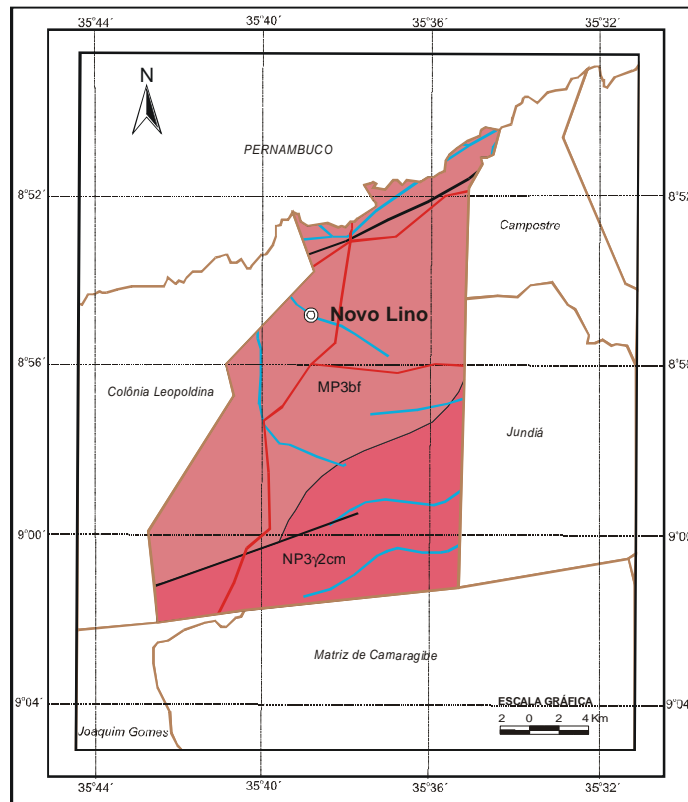 35°44´ 35°40´ 35°36´ 35°32´
N
PERNAMBUCO
8°52´ 8°52
Campostre
Novo Lino
8°56´ 8°56
Colônia Leopoldina
MP3bf
Jundiá
9°00´ 9°00´
NP3γ2cm
Matriz de Camaragibe
ESCALA GRÁFICA
9°04´ 9°04
2 0 2 4 Km
Joaquim Gomes
35°44´ 35°40´ 35°36´ 35°32´